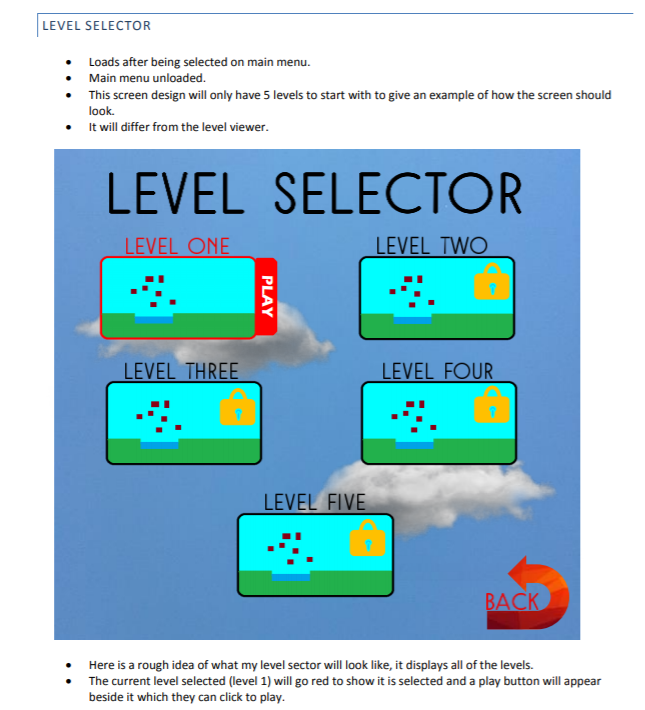 LEVEL SELECTOR
• Loads after being selected on main menu.
• Main menu unloaded.
• This screen design will only have 5 levels to start with to give an example of how the screen should
look.
• It will differ from the level viewer.
LEVEL SELECTOR
LEVEL ONE
LEVEL TWO
PLAY
LEVEL THREE
LEVEL FOUR
LEVEL FIVE
BACK
• Here is a rough idea of what my level sector will look like, it displays all of the levels.
• The current level selected (level 1) will go red to show it is selected and a play button will appear
beside it which they can click to play.